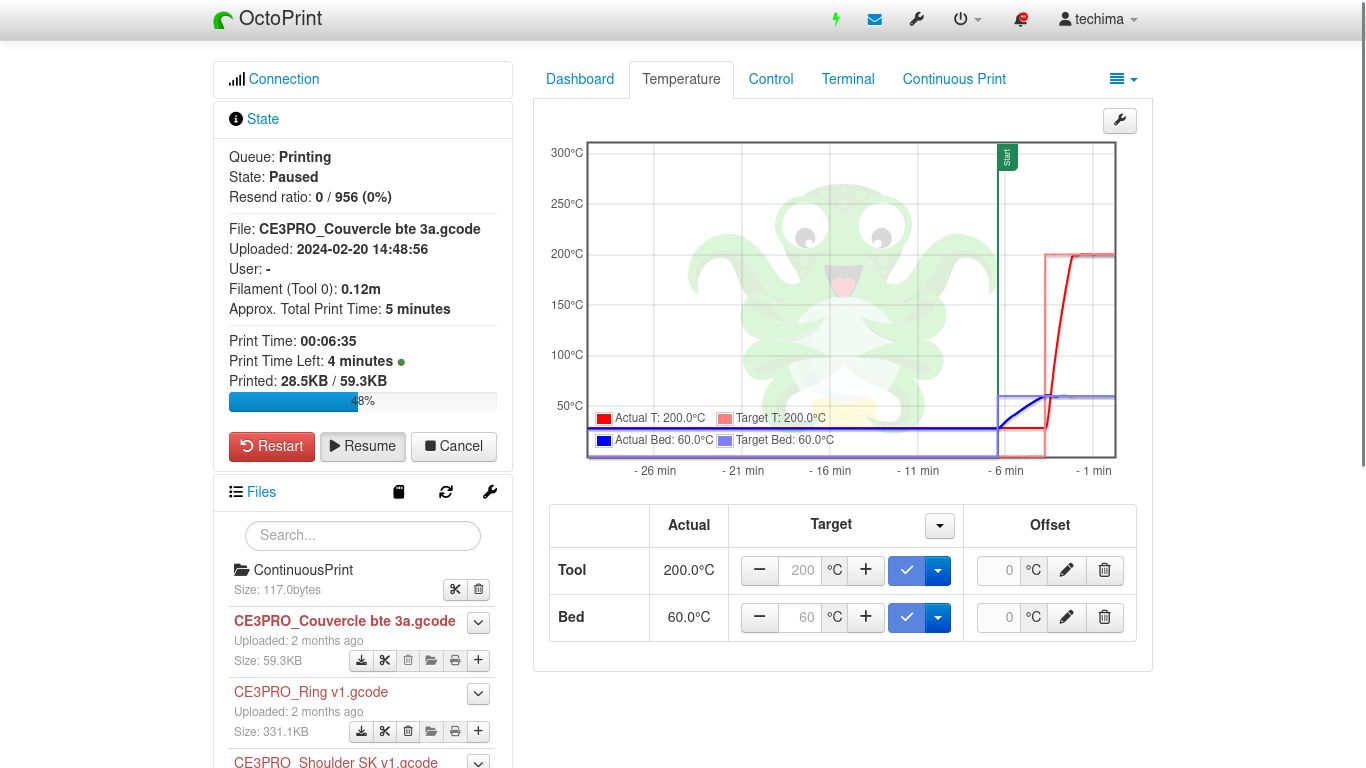 OctoPrint
techima
Connection
State
Queue: Printing
State: Paused
Resend ratio: 0 / 956 (0%)
File: CE3PRO_Couvercle bte 3a.gcode
Uploaded: 2024-02-20 14:48:56
User: -
Filament (Tool 0): 0.12m
Approx. Total Print Time: 5 minutes
Print Time: 00:06:35
Print Time Left: 4 minutes
Printed: 28.5KB / 59.3KB
48%
Restart Resume Cancel
Files
Search...
ContinuousPrint
Size: 117.0bytes
CE3PRO_Couvercle bte 3a.gcode
Uploaded: 2 months ago
Size: 59.3KB
CE3PRO_Ring v1.gcode
Uploaded: 2 months ago
Size: 331.1KB
CE3PRO_Shoulder SK v1.gcode
Dashboard Temperature Control Terminal Continuous Print
Start
300°C
250°C
200°C
150°C
100°C
50°C
Actual T: 200.0°C Target T: 200.0°C
Actual Bed: 60.0°C Target Bed: 60.0°C
- 26 min - 21 min - 16 min - 11 min - 6 min - 1 min
Actual Target Offset
Tool 200.0°C 200 °C 0 °C
Bed 60.0°C 60 °C 0 °C